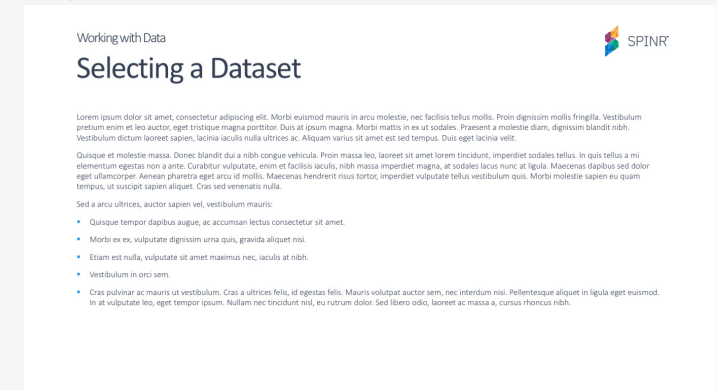 Working with Data
SPINR
Selecting a Dataset
Lorem ipsum dolor sit amet, consectetur adipiscing elit. Morbi euismod mauris in arcu molestie, nec facilisis tellus mollis. Proin dignissim mollis fringilla. Vestibulum
pretium enim et leo auctor, eget tristique magna porttitor. Duis at ipsum magna. Morbi mattis in ex ut sodales. Praesent a molestie diam, dignissim blandit nibh.
Vestibulum dictum laoreet sapien, lacinia iaculis nulla ultrices ac. Aliquam varius sit amet est sed tempus. Duis eget lacinia velit.
Quisque et molestie massa. Donec blandit dui a nibh congue vehicula. Proin massa leo, laoreet sit amet lorem tincidunt, imperdiet sodales tellus. In quis tellus a mi
elementum egestas non a ante. Curabitur vulputate, enim et facilisis iaculis, nibh massa imperdiet magna, at sodales lacus nunc at ligula. Maecenas dapibus sed dolor
eget ullamcorper. Aenean pharetra eget arcu id mollis. Maecenas hendrerit risus tortor, imperdiet vulputate tellus vestibulum quis. Morbi molestie sapien eu quam
tempus, ut suscipit sapien aliquet. Cras sed venenatis nulla.
Sed a arcu ultrices, auctor sapien vel, vestibulum mauris:
• Quisque tempor dapibus augue, ac accumsan lectus consectetur sit amet.
• Morbi ex ex, vulputate dignissim urna quis, gravida aliquet nisi.
• Etiam est nulla, vulputate sit amet maximus nec, iaculis at nibh.
• Vestibulum in orci sem.
• Cras pulvinar ac mauris ut vestibulum. Cras a ultrices felis, id egestas felis. Mauris volutpat auctor sem, nec interdum nisi. Pellentesque aliquet in ligula eget euismod.
In at vulputate leo, eget tempor ipsum. Nullam nec tincidunt nisl, eu rutrum dolor. Sed libero odio, laoreet ac massa a, cursus rhoncus nibh.